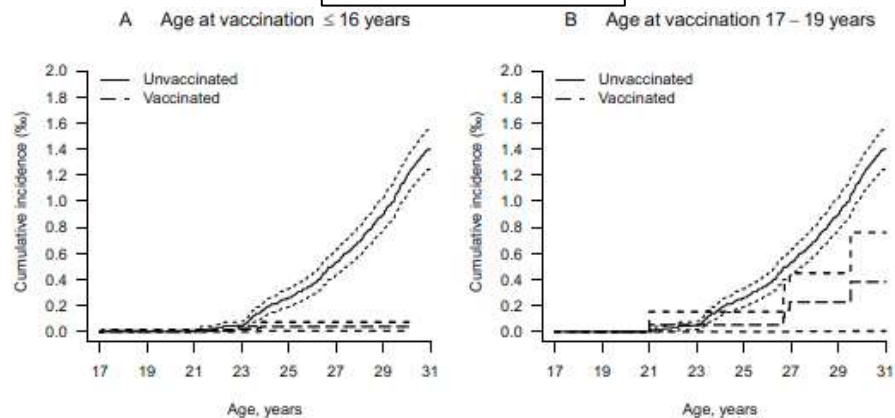 A Age at vaccination ≤ 16 years
2.0
1.8
1.6
1.4
1.2
1.0
0.8
0.6
0.4
0.2
0.0
Cumulative incidence (‰)
Unvaccinated
Vaccinated
17 19 21 23 25 27 29 31
Age, years
B Age at vaccination 17 – 19 years
2.0
1.8
1.6
1.4
1.2
1.0
0.8
0.6
0.4
0.2
0.0
Cumulative incidence (‰)
Unvaccinated
Vaccinated
17 19 21 23 25 27 29 31
Age, years